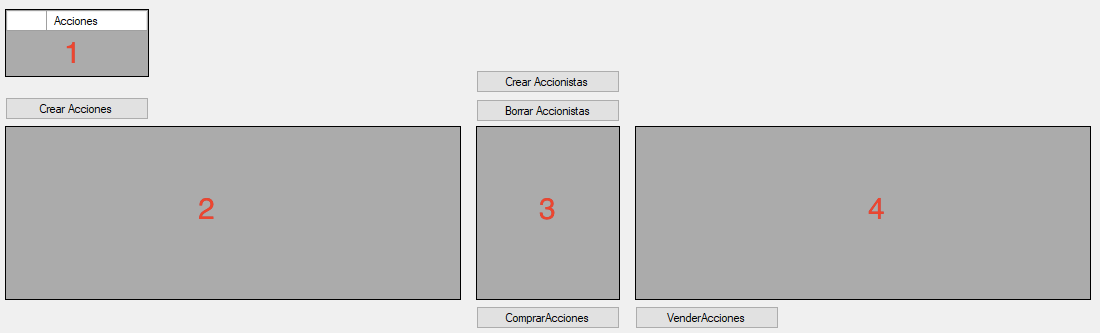 Acciones
1
Crear Acciones
Crear Accionistas
Borrar Accionistas
2
3
4
ComprarAcciones
VenderAcciones